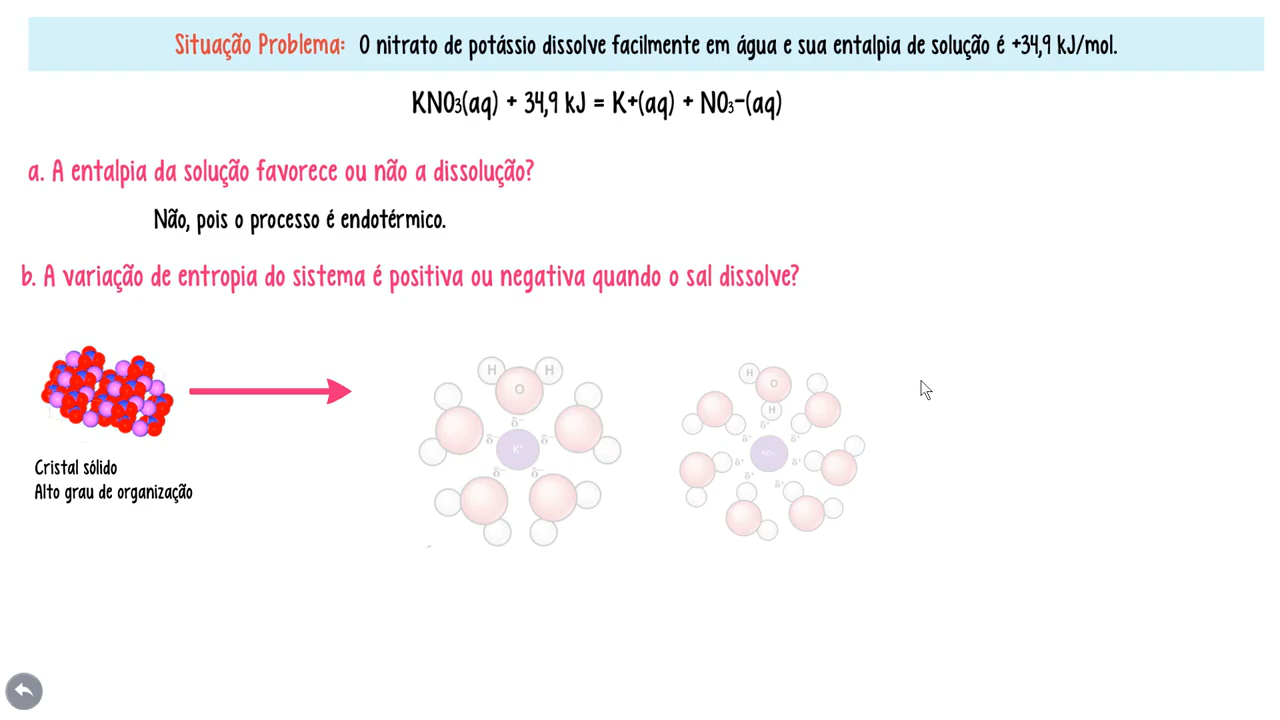 Situação Problema: O nitrato de potássio dissolve facilmente em água e sua entalpia de solução é +34,9 kJ/mol.
KNO₃(aq) + 34,9 kJ = K+(aq) + NO₃-(aq)
a. A entalpia da solução favorece ou não a dissolução?
Não, pois o processo é endotérmico.
b. A variação de entropia do sistema é positiva ou negativa quando o sal dissolve?
H H
O
δ⁻
δ⁻ K⁺ δ⁻
δ⁻ δ⁻
H O
H
δ⁺
δ⁺ δ⁺
NO₃⁻
δ⁺ δ⁺
δ⁺ δ⁺
Cristal sólido
Alto grau de organização